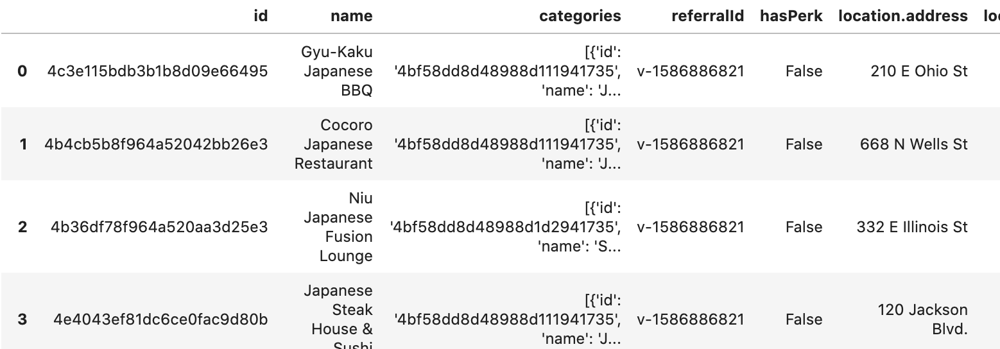 id name categories referralId hasPerk location.address
Gyu-Kaku [{'id':
0 4c3e115bdb3b1b8d09e66495 Japanese '4bf58dd8d48988d111941735', v-1586886821 False 210 E Ohio St
BBQ 'name': 'J...
Cocoro [{'id':
1 4b4cb5b8f964a52042bb26e3 Japanese '4bf58dd8d48988d111941735', v-1586886821 False 668 N Wells St
Restaurant 'name': 'J...
Niu
Japanese [{'id':
2 4b36df78f964a520aa3d25e3 Fusion '4bf58dd8d48988d1d2941735', v-1586886821 False 332 E Illinois St
Lounge 'name': 'S...
Japanese [{'id':
Steak 120 Jackson
3 4e4043ef81dc6ce0fac9d80b House & '4bf58dd8d48988d111941735', v-1586886821 False Blvd.
Sushi 'name': 'J...